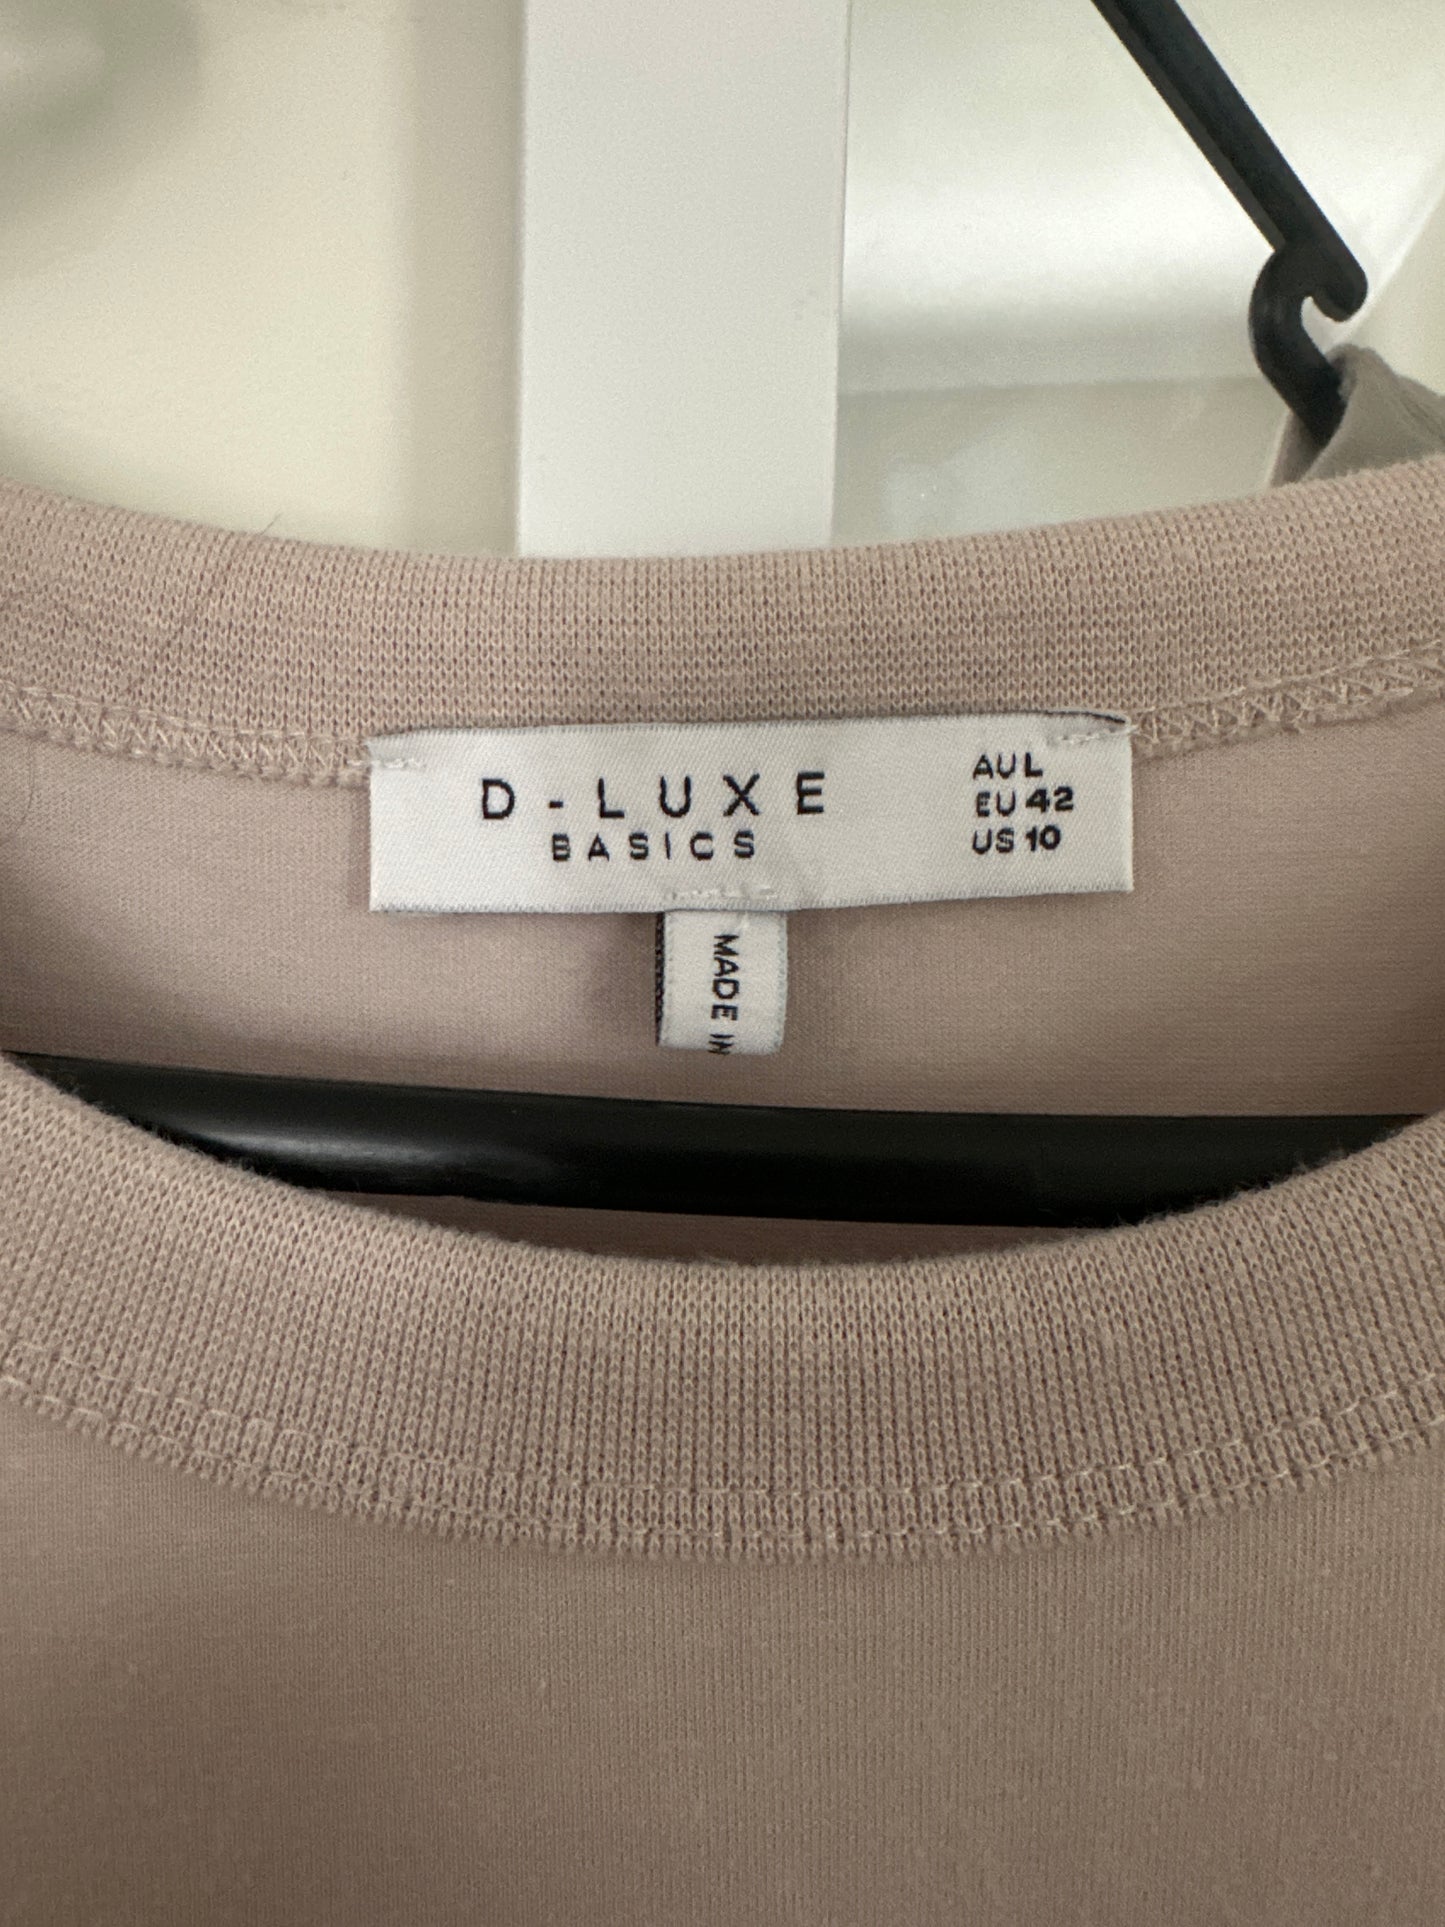 D-LUXE
BASICS
AU L
EU 42
US 10
MADE IN